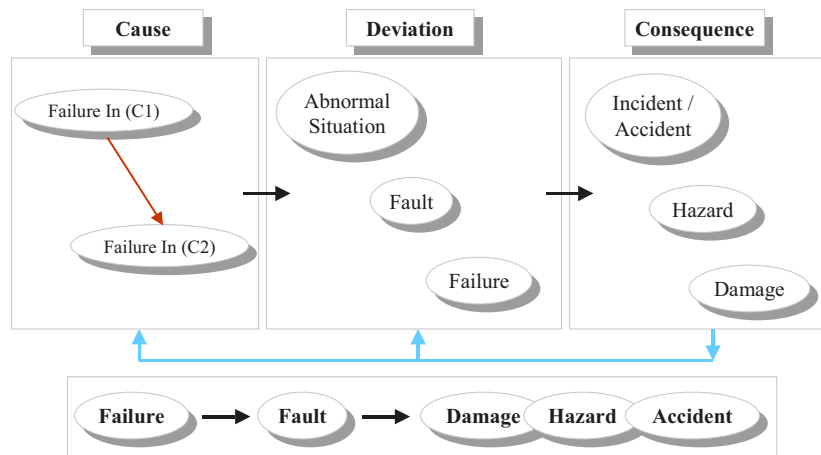 Cause
Deviation
Consequence
Failure In (C1)
Failure In (C2)
Abnormal
Situation
Fault
Failure
Incident /
Accident
Hazard
Damage
Failure
Fault
Damage
Hazard
Accident